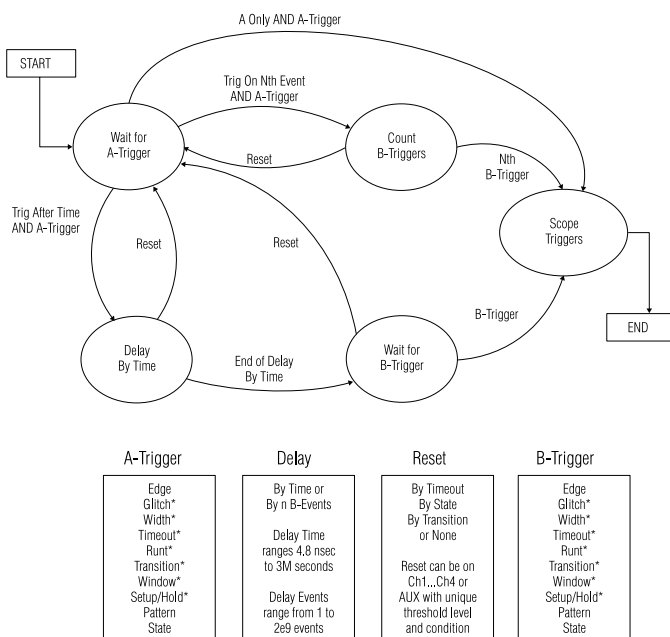 A Only AND A-Trigger
START
Trig On Nth Event
AND A-Trigger
Wait for
A-Trigger
Count
B-Triggers
Reset
Nth
B-Trigger
Trig After Time
AND A-Trigger
Reset
Reset
Scope
Triggers
B-Trigger
END
Delay
By Time
End of Delay
By Time
Wait for
B-Trigger
A-Trigger
Edge
Glitch*
Width*
Timeout*
Runt*
Transition*
Window*
Setup/Hold*
Pattern
State
Delay
By Time or
By n B-Events
Delay Time
ranges 4.8 nsec
to 3M seconds
Delay Events
range from 1 to
2e9 events
Reset
By Timeout
By State
By Transition
or None
Reset can be on
Ch1...Ch4 or
AUX with unique
threshold level
and condition
B-Trigger
Edge
Glitch*
Width*
Timeout*
Runt*
Transition*
Window*
Setup/Hold*
Pattern
State